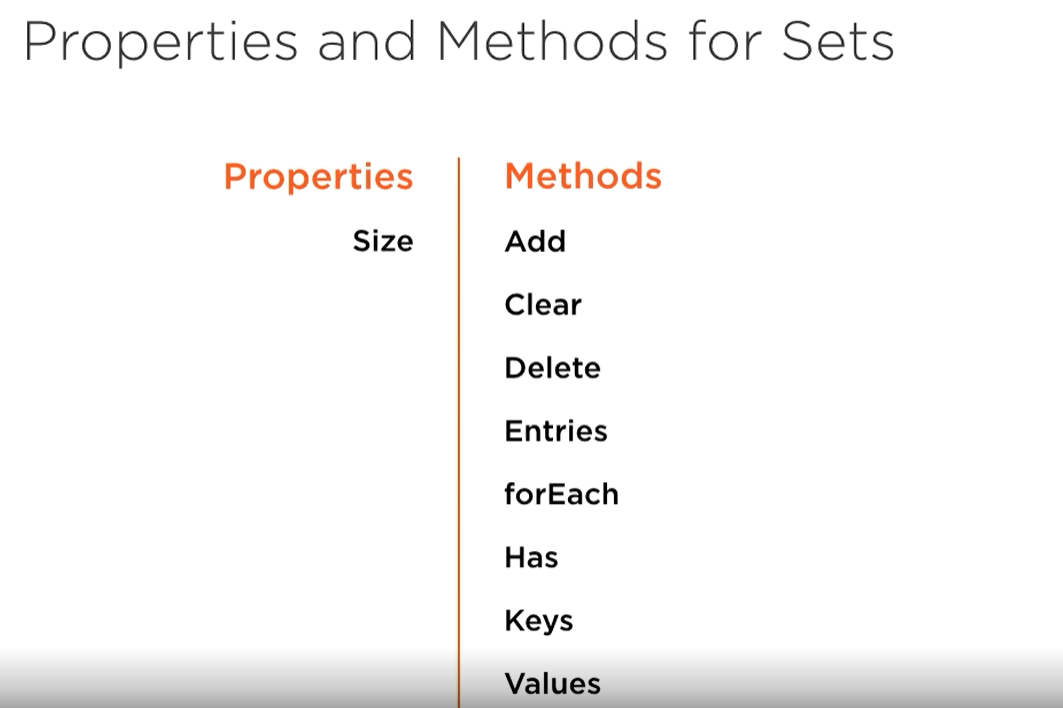 Properties and Methods for Sets
Properties
Size
Methods
Add
Clear
Delete
Entries
forEach
Has
Keys
Values